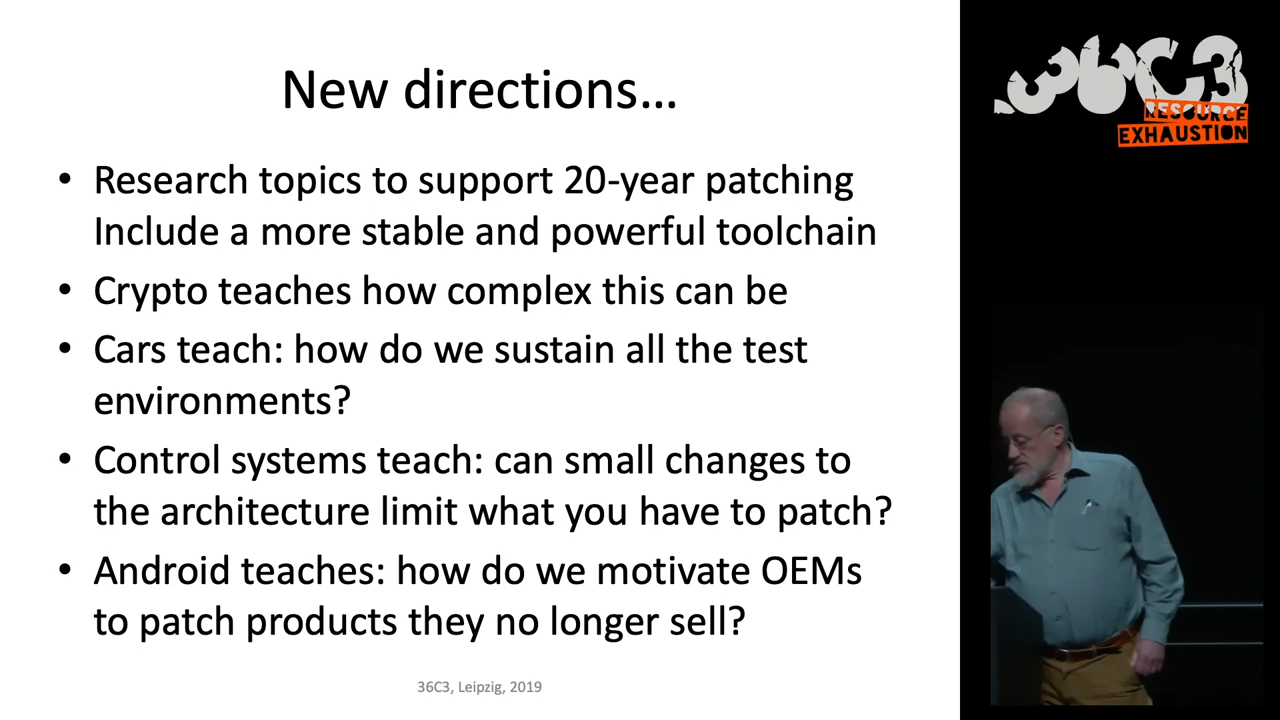 New directions...
• Research topics to support 20-year patching
Include a more stable and powerful toolchain
• Crypto teaches how complex this can be
• Cars teach: how do we sustain all the test
environments?
• Control systems teach: can small changes to
the architecture limit what you have to patch?
• Android teaches: how do we motivate OEMs
to patch products they no longer sell?
36C3, Leipzig, 2019
36C3
RESOURCE
EXHAUSTION